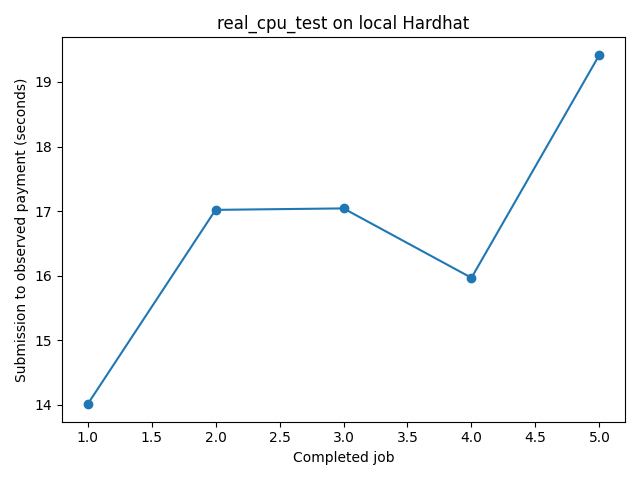 real_cpu_test on local Hardhat
Submission to observed payment (seconds)
19
18
17
16
15
14
1.0 1.5 2.0 2.5 3.0 3.5 4.0 4.5 5.0
Completed job